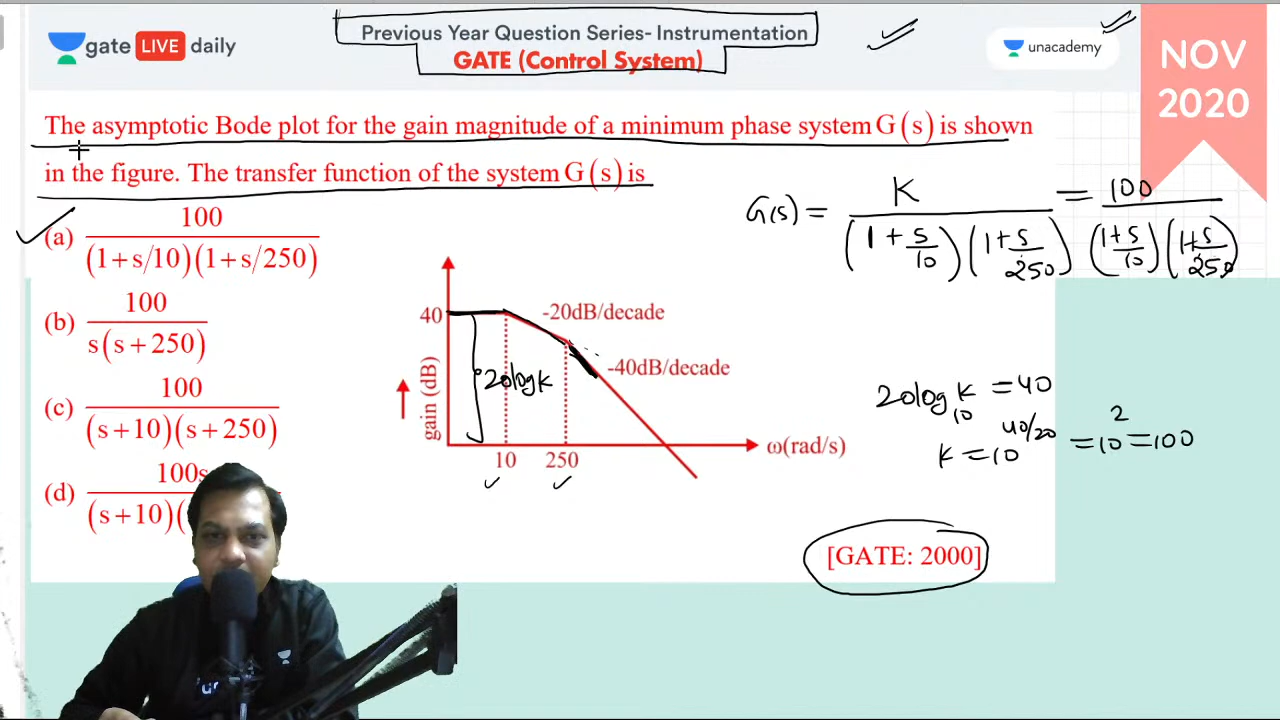 gate LIVE daily
Previous Year Question Series- Instrumentation
GATE (Control System)
unacademy
NOV
2020
The asymptotic Bode plot for the gain magnitude of a minimum phase system G(s) is shown
in the figure. The transfer function of the system G(s) is
(a) 100 / (1+s/10)(1+s/250)
(b) 100 / s(s+250)
(c) 100 / (s+10)(s+250)
(d) 100s / (s+10)(
G(s) = K / (1+s/10)(1+s/250) = 100 / (1+s/10)(1+s/250)
40
-20dB/decade
-40dB/decade
gain (dB)
20logK
ω(rad/s)
10 250
20log₁₀K = 40
K = 10^40/20 = 10^2 = 100
[GATE: 2000]